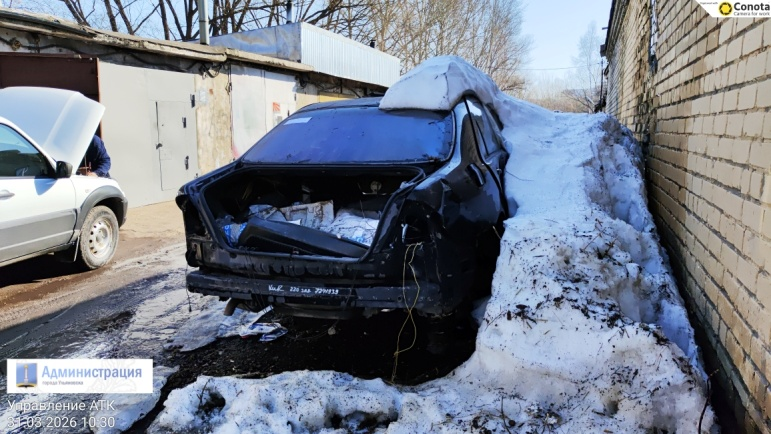 Conota
Camera for work
Администрация
города Ульяновска
Управление АТК
31.03.2026 10:30